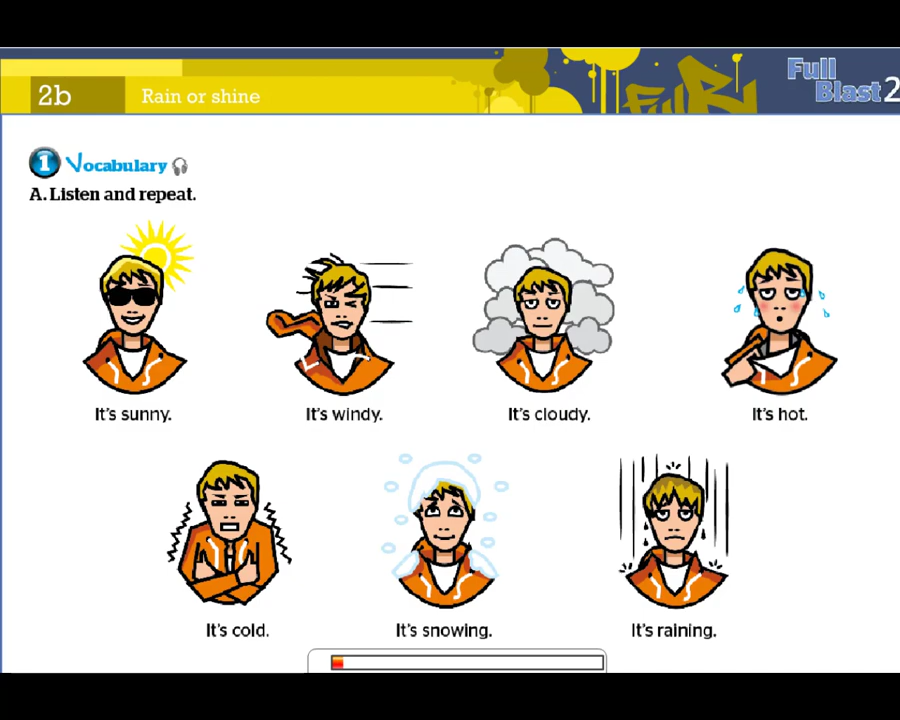 2b
Rain or shine
Full
Blast 2
1 Vocabulary
A. Listen and repeat.
It's sunny.
It's windy.
It's cloudy.
It's hot.
It's cold.
It's snowing.
It's raining.